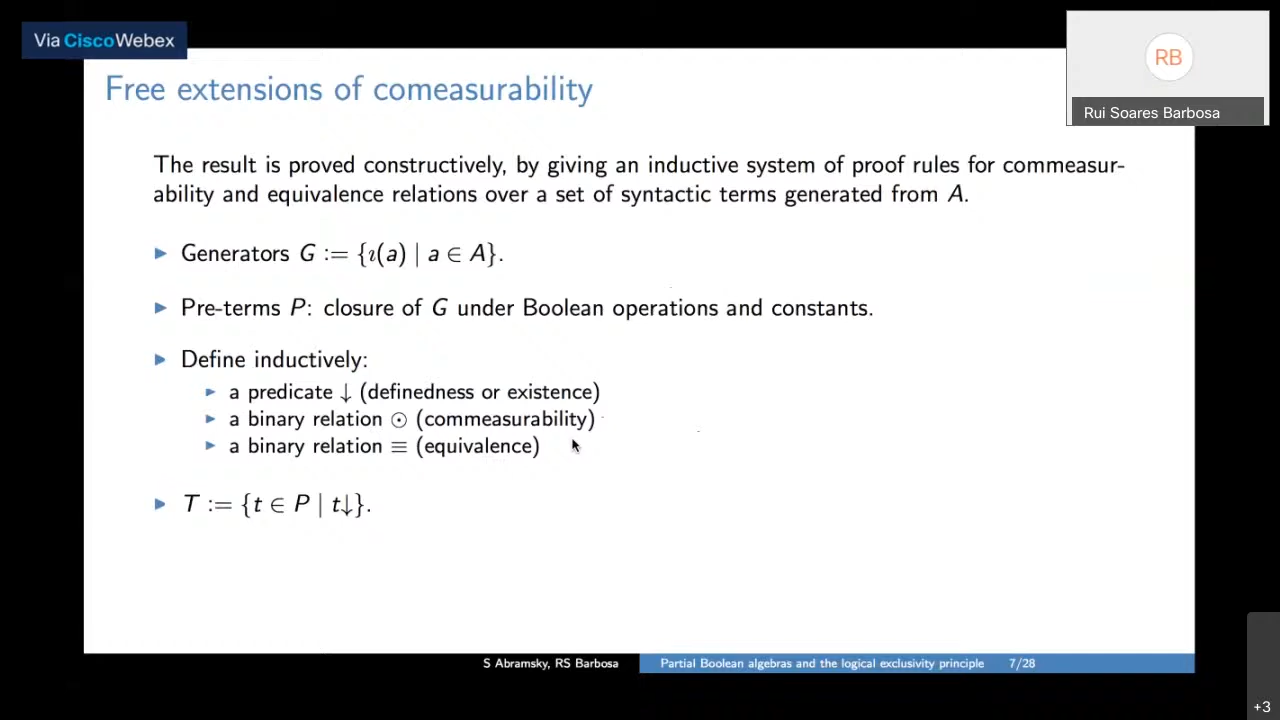 Via CiscoWebex
RB
Rui Soares Barbosa
Free extensions of comeasurability
The result is proved constructively, by giving an inductive system of proof rules for commeasur-
ability and equivalence relations over a set of syntactic terms generated from A.
▶ Generators G := {ı(a) | a ∈ A}.
▶ Pre-terms P: closure of G under Boolean operations and constants.
▶ Define inductively:
▶ a predicate ↓ (definedness or existence)
▶ a binary relation ⊙ (commeasurability)
▶ a binary relation ≡ (equivalence)
▶ T := {t ∈ P | t↓}.
S Abramsky, RS Barbosa
Partial Boolean algebras and the logical exclusivity principle 7/28
+3